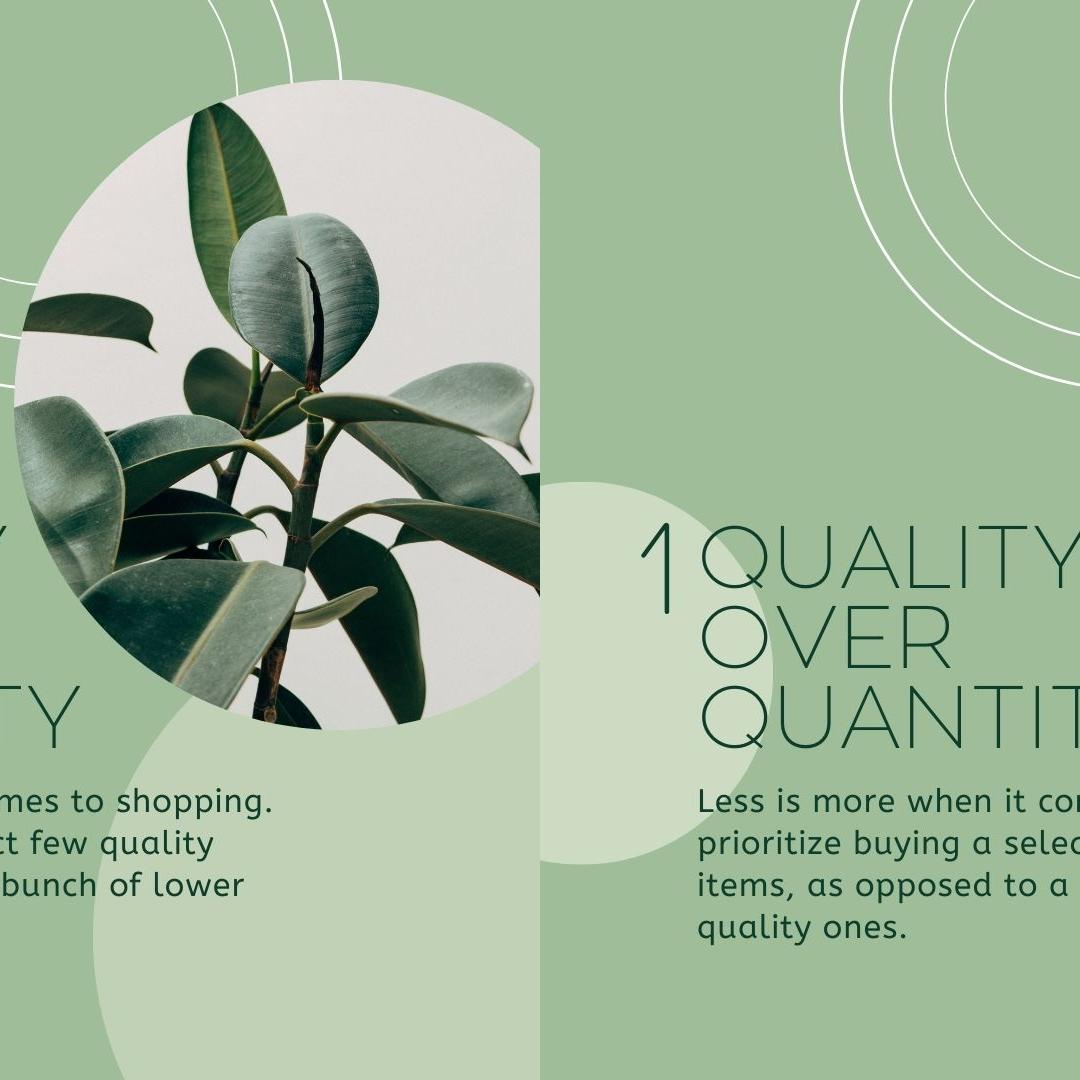 Y
TY
mes to shopping.
ct few quality
bunch of lower
1 QUALITY
OVER
QUANTIT
Less is more when it co
prioritize buying a selec
items, as opposed to a
quality ones.